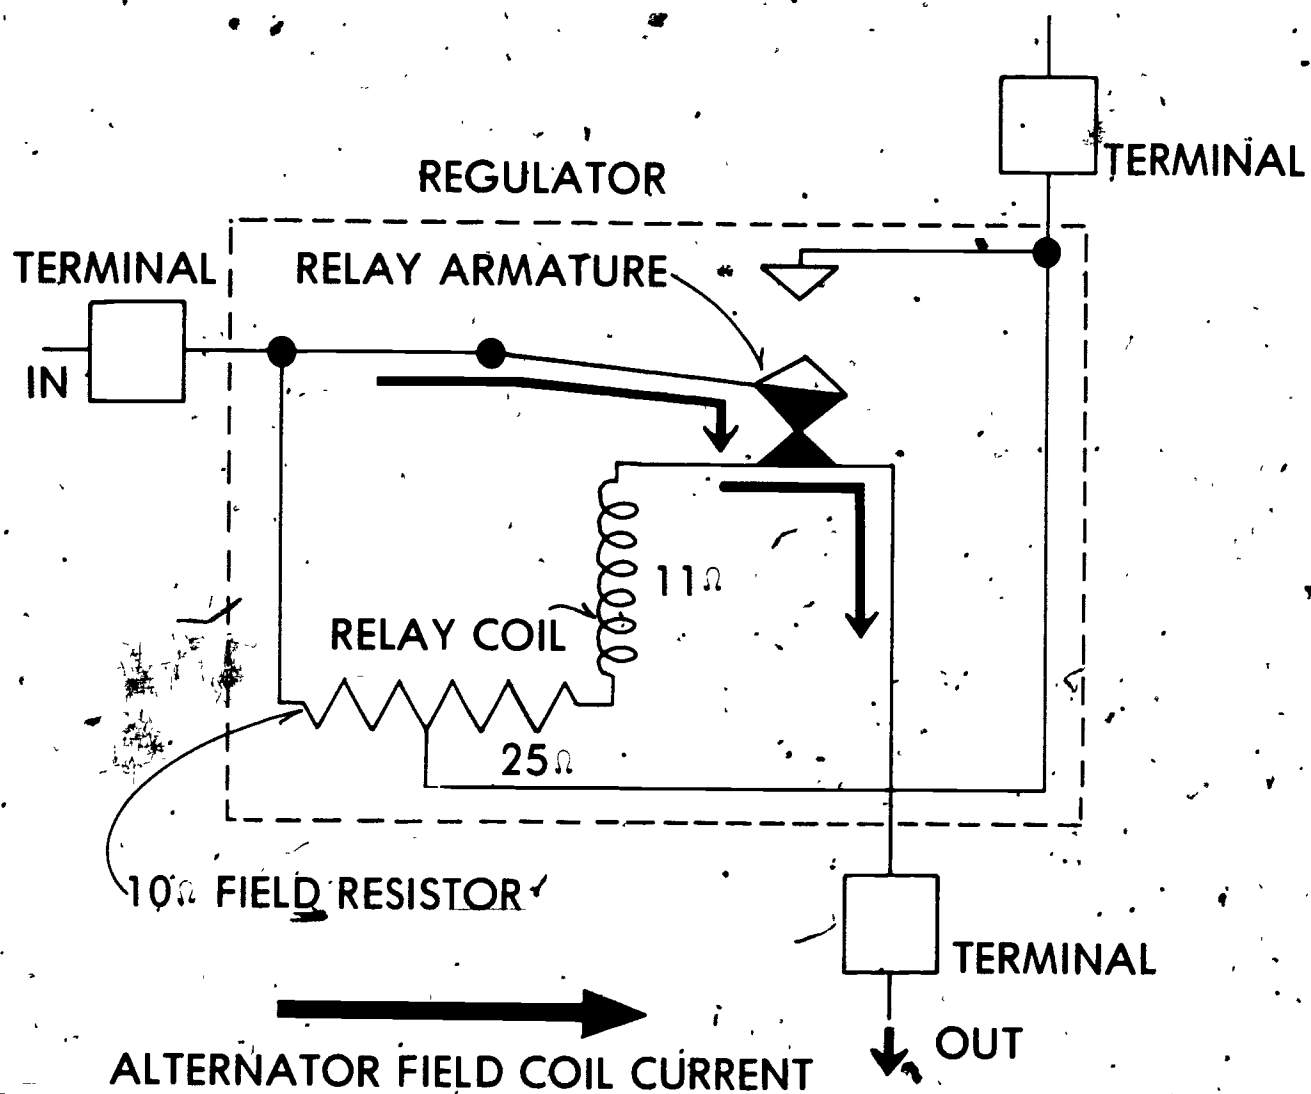 TERMINAL
REGULATOR
TERMINAL
RELAY ARMATURE
IN
11Ω
RELAY COIL
25Ω
10Ω FIELD RESISTOR
TERMINAL
OUT
ALTERNATOR FIELD COIL CURRENT